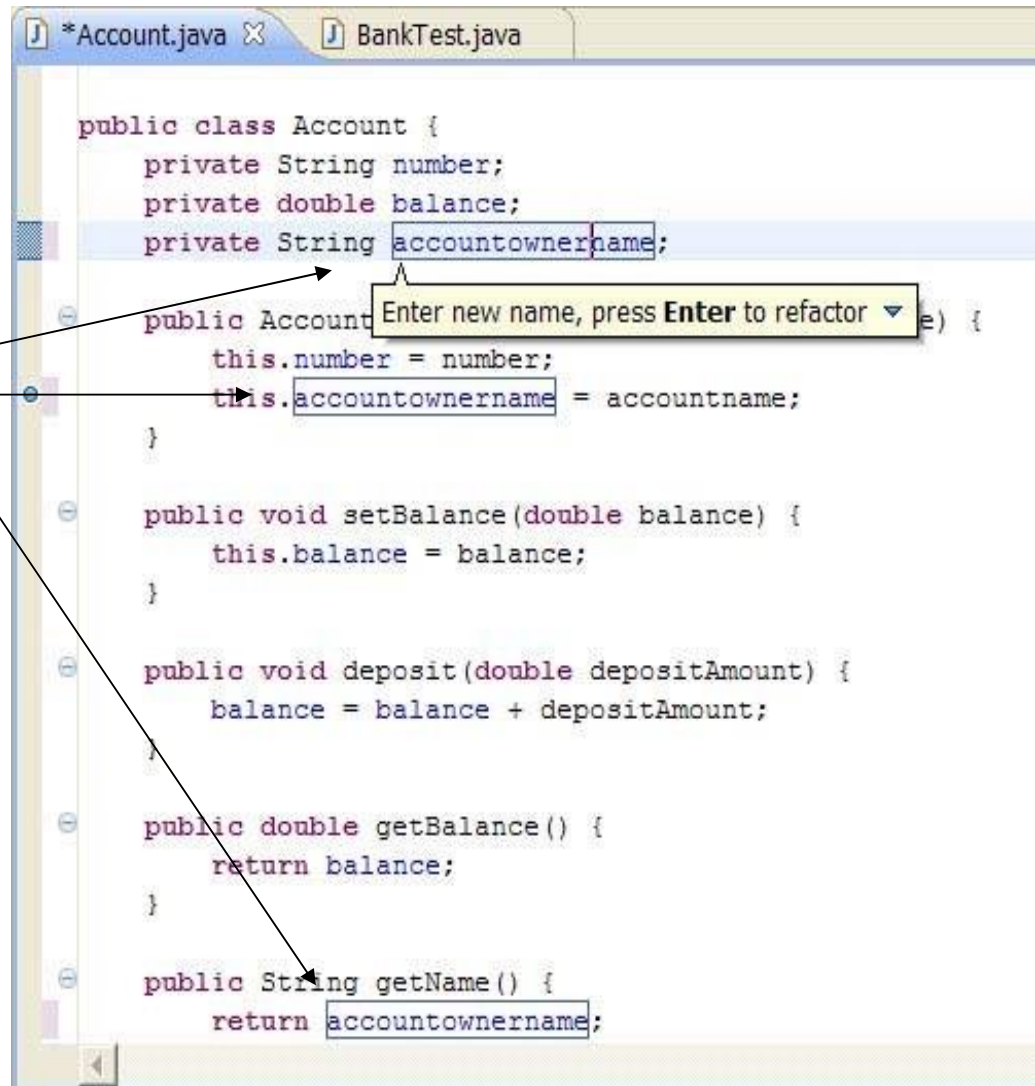 *Account.java BankTest.java
public class Account {
private String number;
private double balance;
private String accountownername;
Enter new name, press Enter to refactor
public Account e) {
this.number = number;
this.accountownername = accountname;
}
public void setBalance(double balance) {
this.balance = balance;
}
public void deposit(double depositAmount) {
balance = balance + depositAmount;
}
public double getBalance() {
return balance;
}
public String getName() {
return accountownername;